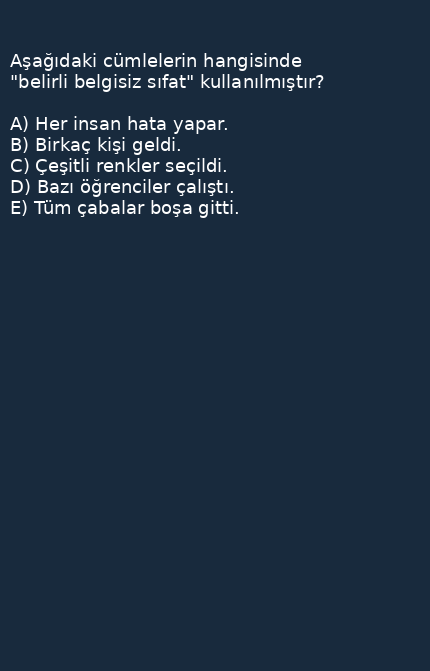 Aşağıdaki cümlelerin hangisinde
"belirli belgisiz sıfat" kullanılmıştır?
A) Her insan hata yapar.
B) Birkaç kişi geldi.
C) Çeşitli renkler seçildi.
D) Bazı öğrenciler çalıştı.
E) Tüm çabalar boşa gitti.